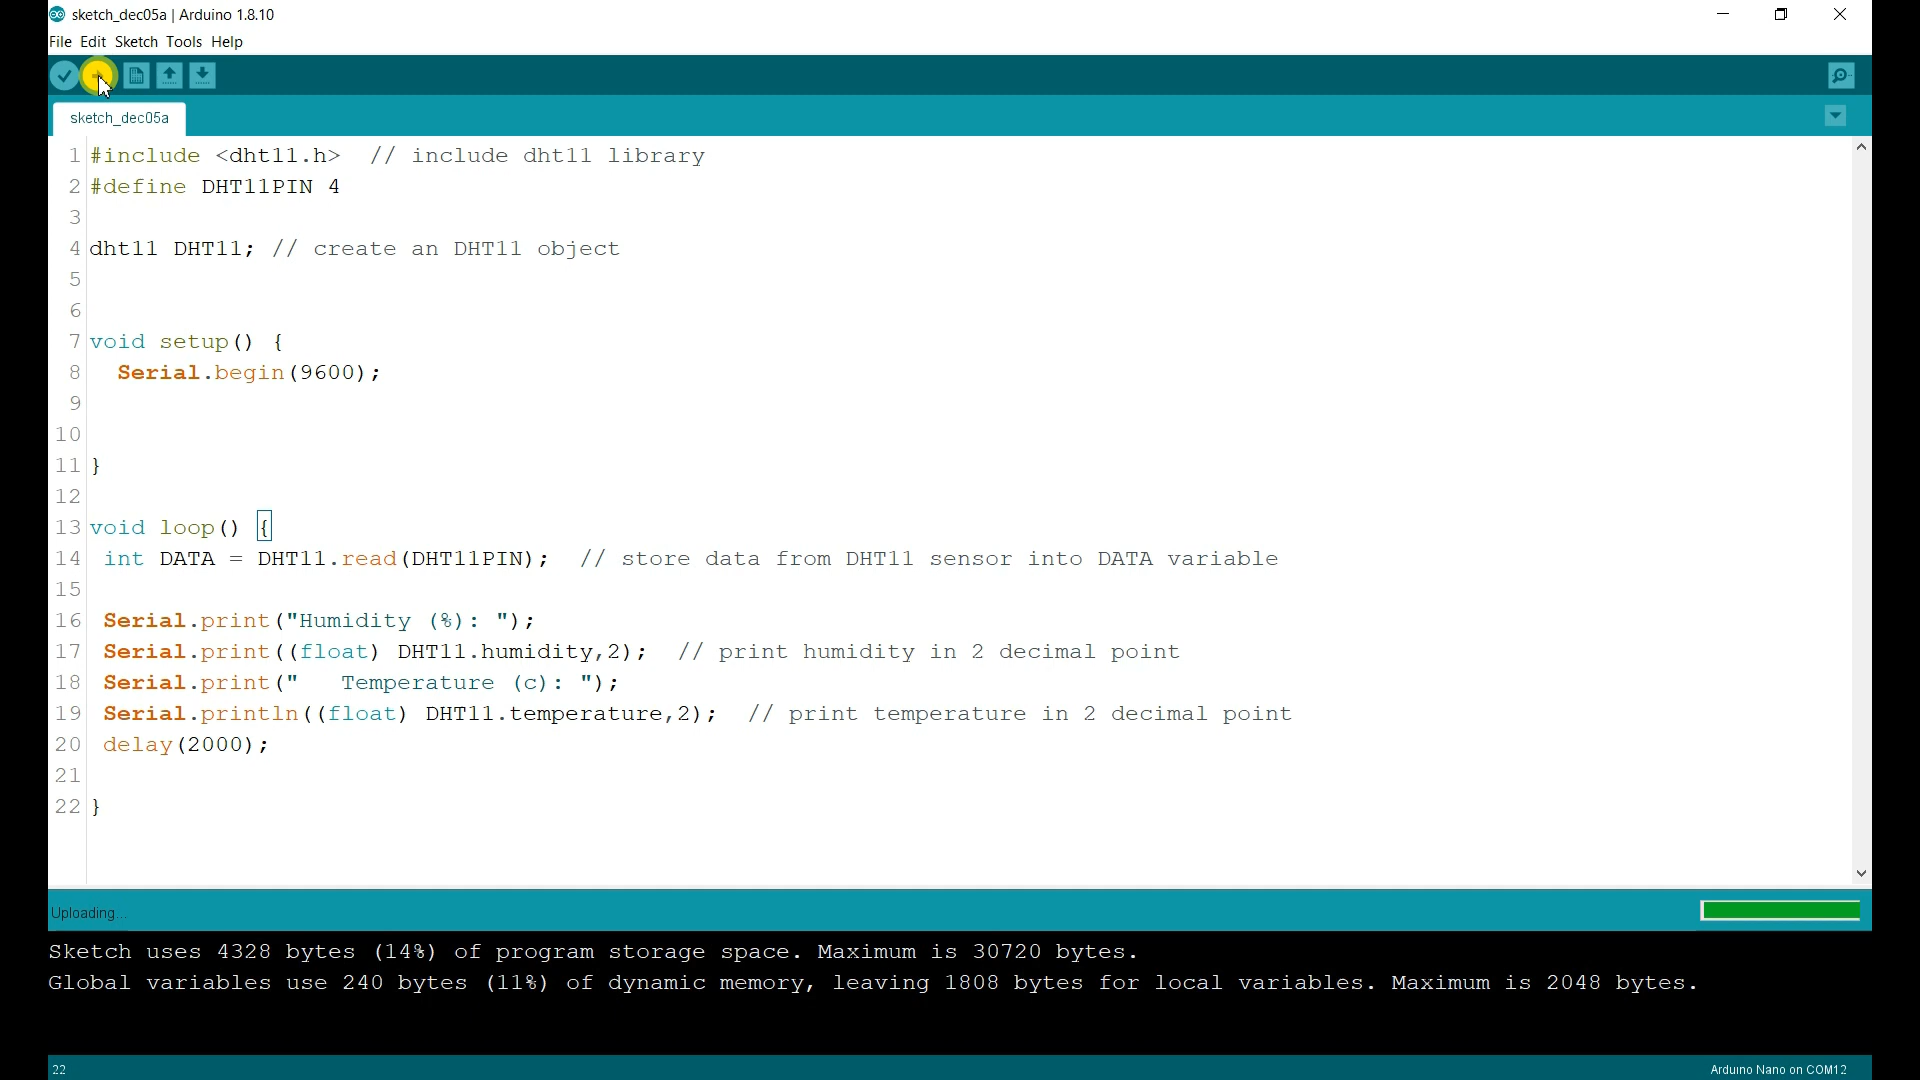 sketch_dec05a | Arduino 1.8.10
File Edit Sketch Tools Help
sketch_dec05a
1 #include <dht11.h>  // include dht11 library
2 #define DHT11PIN 4
3
4 dht11 DHT11; // create an DHT11 object
5
6
7 void setup() {
8   Serial.begin(9600);
9
10
11 }
12
13 void loop() {
14  int DATA = DHT11.read(DHT11PIN);  // store data from DHT11 sensor into DATA variable
15
16  Serial.print("Humidity (%): ");
17  Serial.print((float) DHT11.humidity,2);  // print humidity in 2 decimal point
18  Serial.print("   Temperature (c): ");
19  Serial.println((float) DHT11.temperature,2);  // print temperature in 2 decimal point
20  delay(2000);
21
22 }
Uploading...
Sketch uses 4328 bytes (14%) of program storage space. Maximum is 30720 bytes.
Global variables use 240 bytes (11%) of dynamic memory, leaving 1808 bytes for local variables. Maximum is 2048 bytes.
22
Arduino Nano on COM12